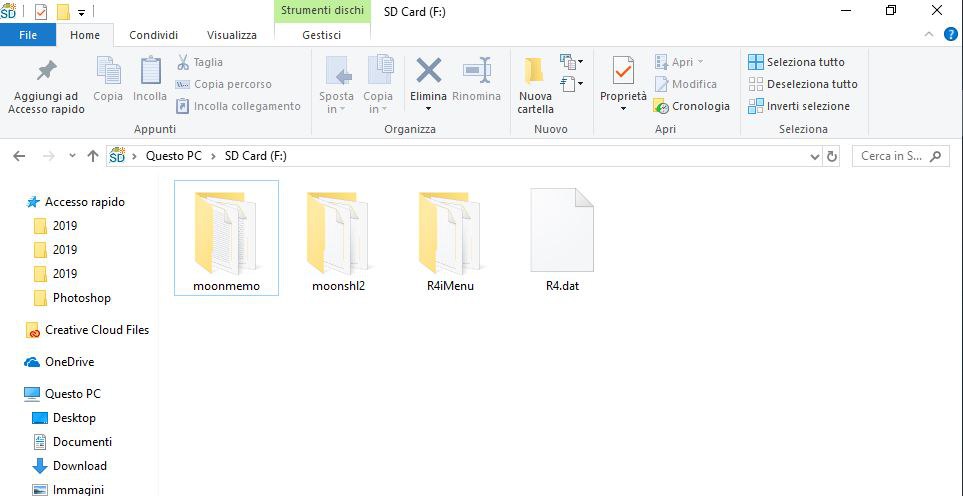 SD
Strumenti dischi
SD Card (F:)
File
Home
Condividi
Visualizza
Gestisci
Aggiungi ad
Accesso rapido
Copia
Incolla
Taglia
Copia percorso
Incolla collegamento
Appunti
Sposta
in
Copia
in
Elimina
Rinomina
Organizza
Nuova
cartella
Nuovo
Proprietà
Apri
Modifica
Cronologia
Apri
Seleziona tutto
Deseleziona tutto
Inverti selezione
Seleziona
SD
Questo PC
SD Card (F:)
Cerca in S...
Accesso rapido
2019
2019
2019
Photoshop
Creative Cloud Files
OneDrive
Questo PC
Desktop
Documenti
Download
Immagini
moonmemo
moonshl2
R4iMenu
R4.dat